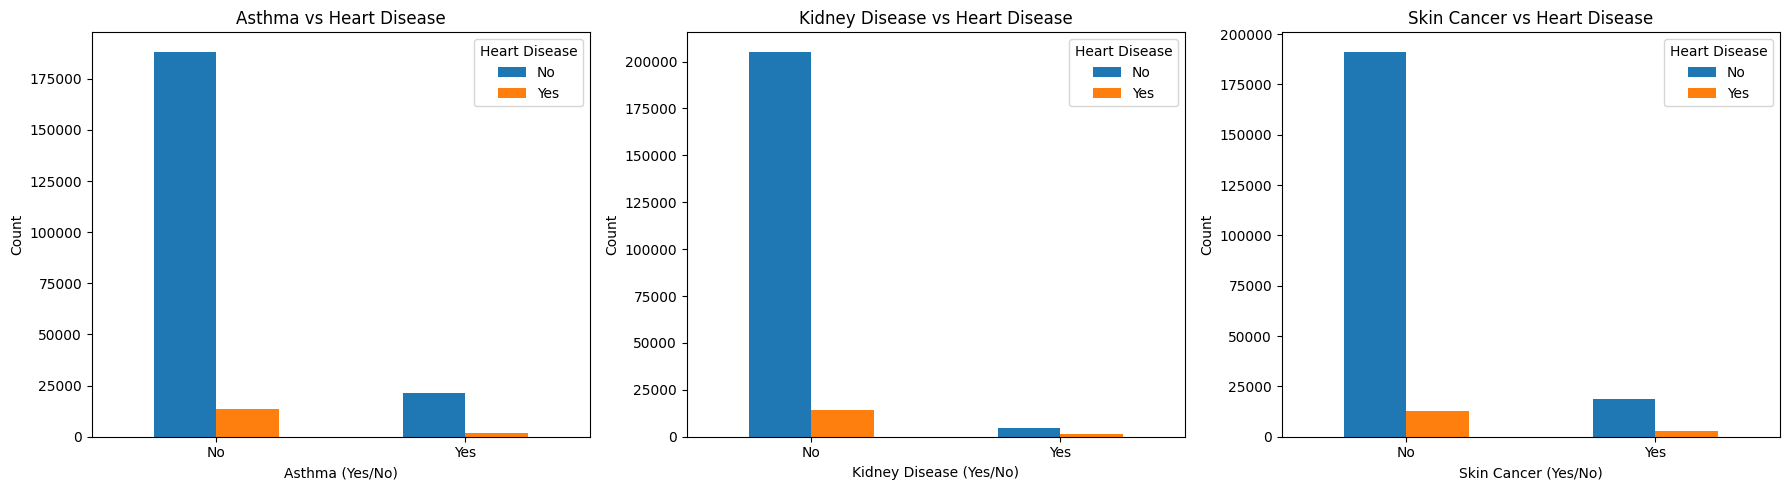 Asthma vs Heart Disease
175000
150000
125000
100000
75000
50000
25000
0
Count
No
Yes
Asthma (Yes/No)
Heart Disease
No
Yes
Kidney Disease vs Heart Disease
200000
175000
150000
125000
100000
75000
50000
25000
0
Count
No
Yes
Kidney Disease (Yes/No)
Heart Disease
No
Yes
Skin Cancer vs Heart Disease
200000
175000
150000
125000
100000
75000
50000
25000
0
Count
No
Yes
Skin Cancer (Yes/No)
Heart Disease
No
Yes